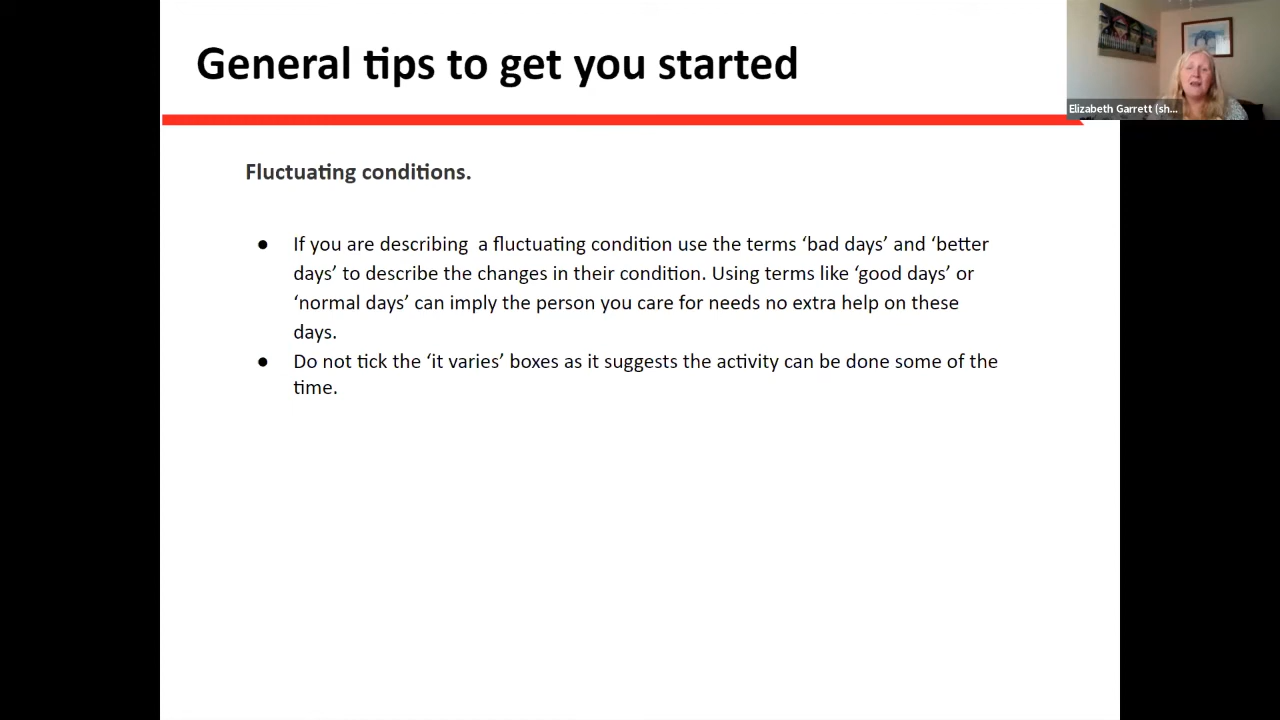 General tips to get you started
Elizabeth Garrett (sh...
Fluctuating conditions.
● If you are describing  a fluctuating condition use the terms ‘bad days’ and ‘better
days’ to describe the changes in their condition. Using terms like ‘good days’ or
‘normal days’ can imply the person you care for needs no extra help on these
days.
● Do not tick the ‘it varies’ boxes as it suggests the activity can be done some of the
time.